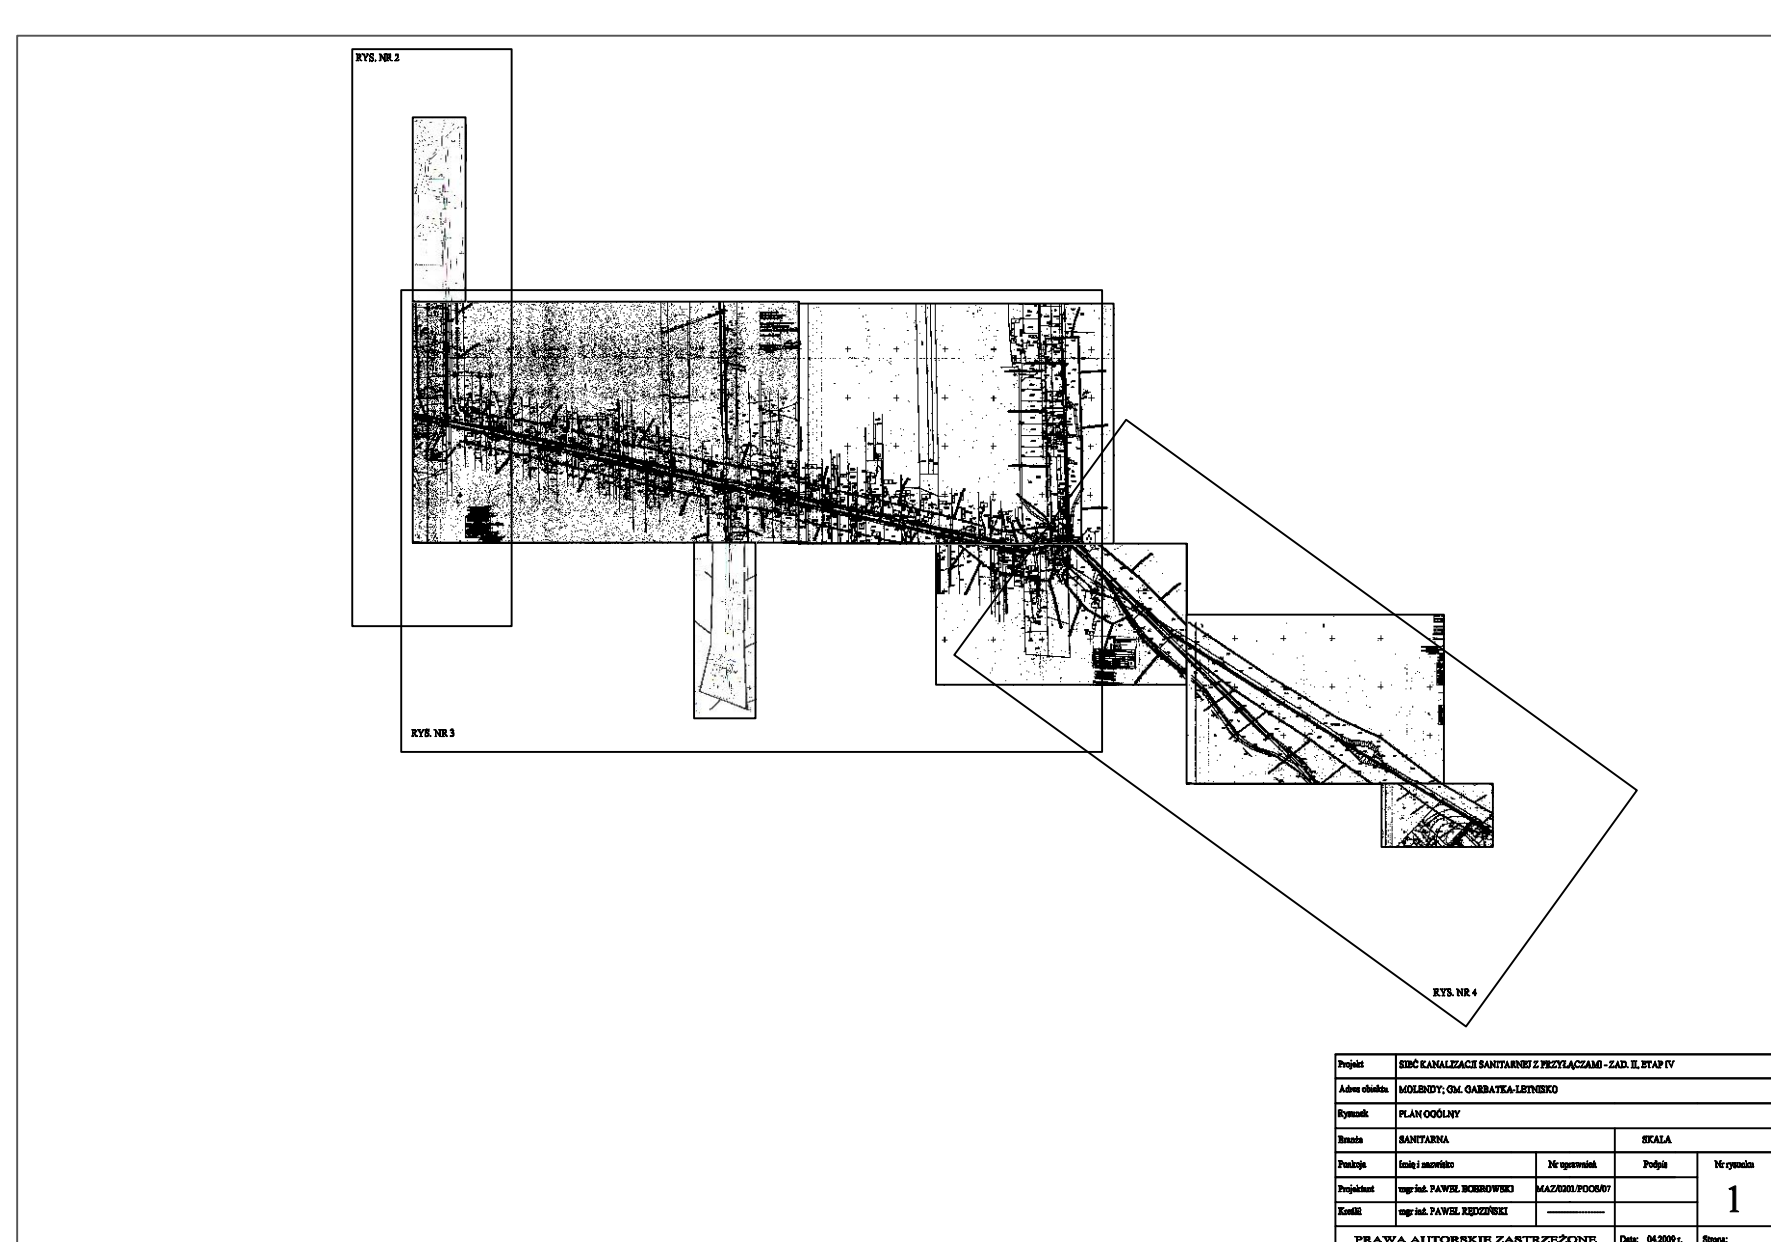 RYS. NR 2
RYS. NR 3
RYS. NR 4
Projekt SIEĆ KANALIZACJI SANITARNEJ Z PRZYŁĄCZAMI - ZAD. II, ETAP IV
Adres obiektu MOLENDY; GM. GARBATKA-LETNISKO
Rysunek PLAN OGÓLNY
Branża SANITARNA SKALA
Funkcja Imię i nazwisko Nr uprawnień Podpis Nr rysunku
Projektant mgr inż. PAWEŁ BOBROWSKI MAZ/0201/POOS/07
1
Kreślił mgr inż. PAWEŁ RĘDZIŃSKI
PRAWA AUTORSKIE ZASTRZEŻONE Data: 04.2009 r. Strona: